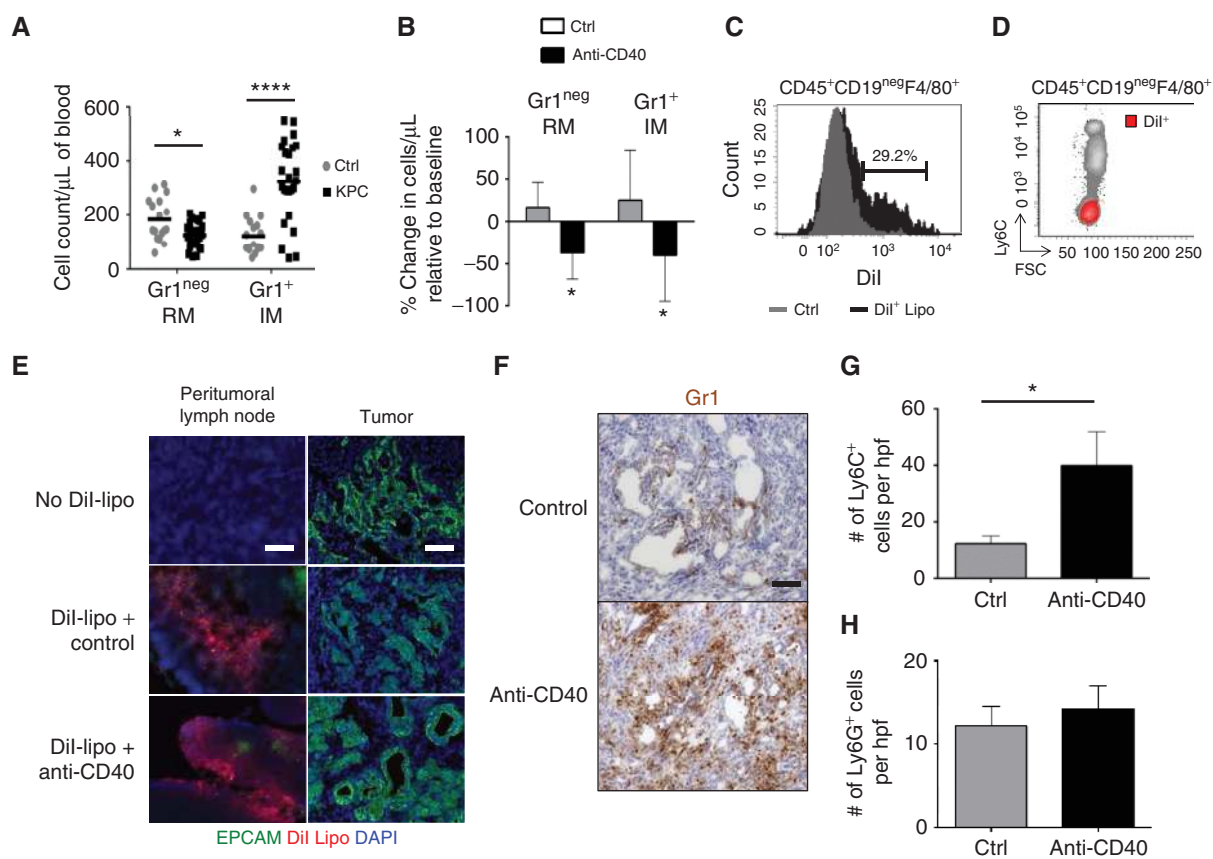 A
Cell count/μL of blood
600
400
200
0
*
****
Ctrl
KPC
Gr1neg
RM
Gr1+
IM
B
Ctrl
Anti-CD40
% Change in cells/μL
relative to baseline
Gr1neg
RM
Gr1+
IM
100
50
0
−50
−100
*
*
C
CD45+CD19negF4/80+
Count
25
20
15
10
5
0
29.2%
0 10² 10³ 10⁴
DiI
Ctrl
DiI+ Lipo
D
CD45+CD19negF4/80+
DiI+
10⁵
10⁴
10³
0
Ly6C
FSC
50 100 150 200 250
E
Peritumoral
lymph node
Tumor
No DiI-lipo
DiI-lipo +
control
DiI-lipo +
anti-CD40
EPCAM DiI Lipo DAPI
F
Gr1
Control
Anti-CD40
G
# of Ly6C+
cells per hpf
60
40
20
0
*
Ctrl
Anti-CD40
H
# of Ly6G+ cells
per hpf
20
10
0
Ctrl
Anti-CD40